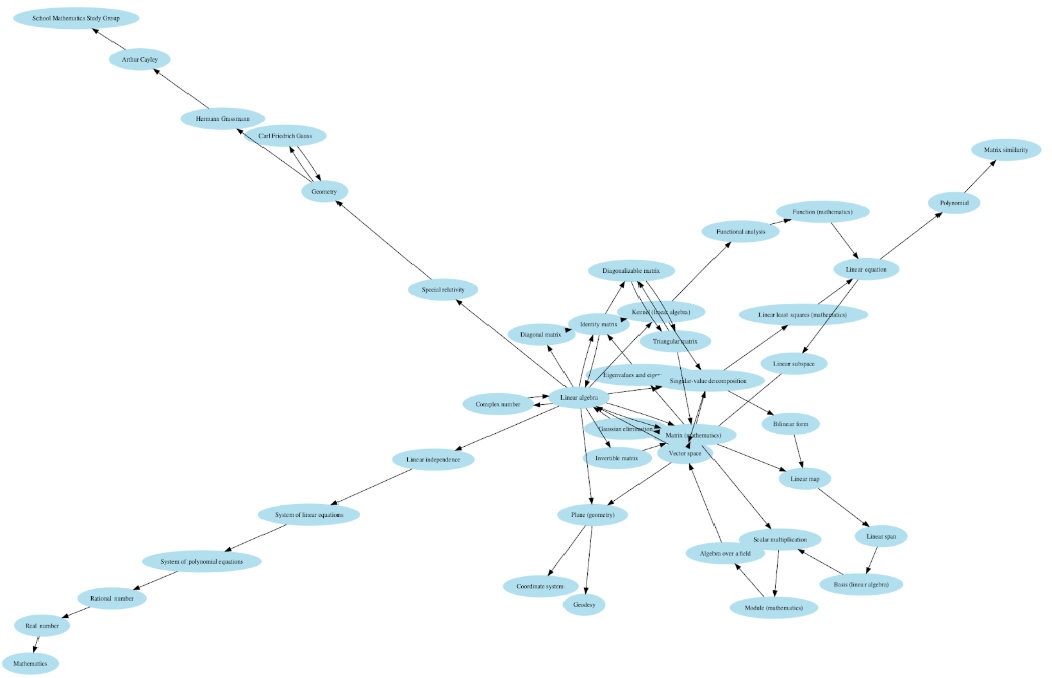 School Mathematics Study Group
Arthur Cayley
Hermann Grassmann
Carl Friedrich Gauss
Matrix similarity
Geometry
Polynomial
Function (mathematics)
Functional analysis
Linear equation
Diagonalizable matrix
Special relativity
Kernel (linear algebra)
Linear least squares (mathematics)
Identity matrix
Diagonal matrix
Triangular matrix
Linear subspace
Eigenvalues and
Singular-value decomposition
Linear algebra
Complex number
Bilinear form
Gaussian elimination
Matrix (mathematics)
Vector space
Invertible matrix
Linear independence
Linear map
System of linear equations
Plane (geometry)
Linear span
Scalar multiplication
Algebra over a field
System of polynomial equations
Coordinate system
Basis (linear algebra)
Rational number
Geodesy
Module (mathematics)
Real number
Mathematics